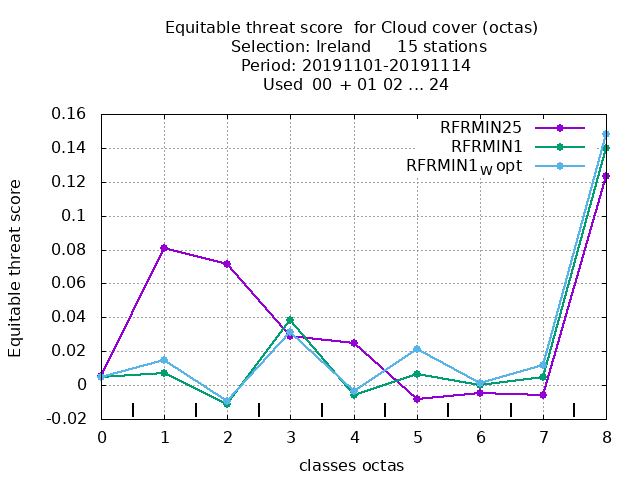 Equitable threat score  for Cloud cover (octas)
Selection: Ireland     15 stations
Period: 20191101-20191114
Used  00  + 01 02 ... 24
RFRMIN25
RFRMIN1
RFRMIN1W opt
0.16
0.14
0.12
0.1
0.08
0.06
0.04
0.02
0
-0.02
Equitable threat score
0 1 2 3 4 5 6 7 8
classes octas